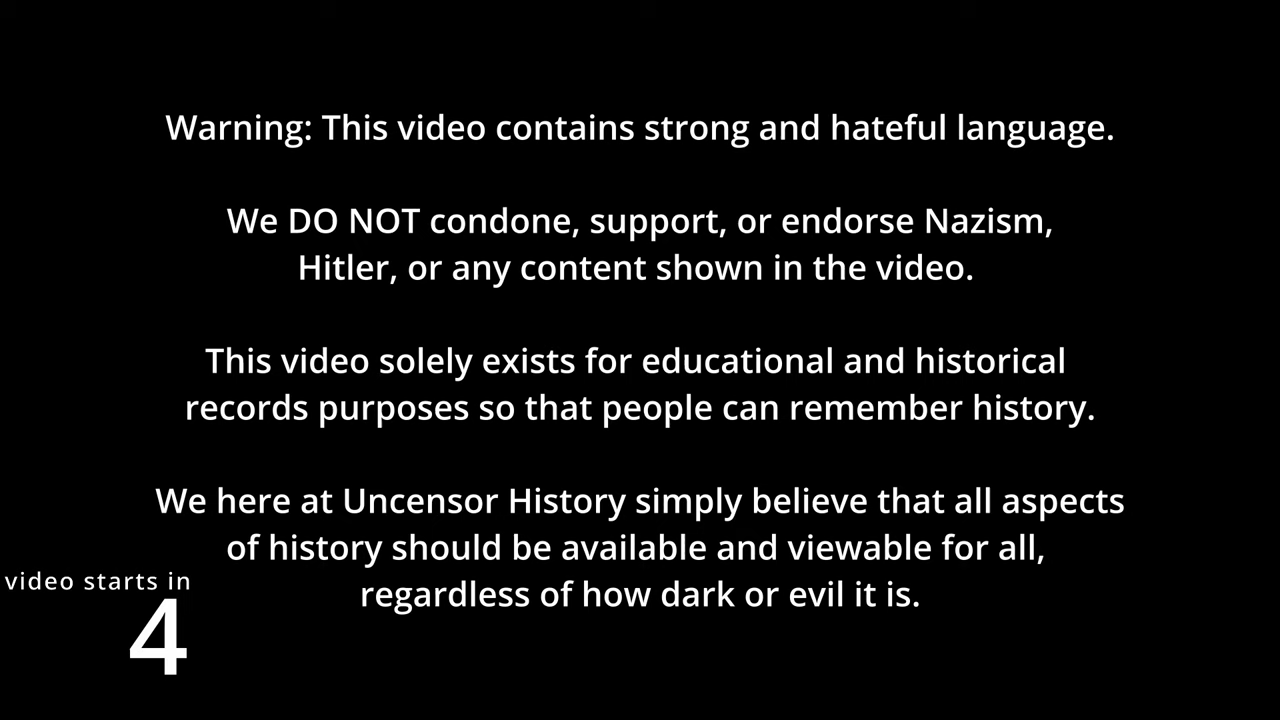 Warning: This video contains strong and hateful language.
We DO NOT condone, support, or endorse Nazism,
Hitler, or any content shown in the video.
This video solely exists for educational and historical
records purposes so that people can remember history.
We here at Uncensor History simply believe that all aspects
of history should be available and viewable for all,
regardless of how dark or evil it is.
video starts in
4